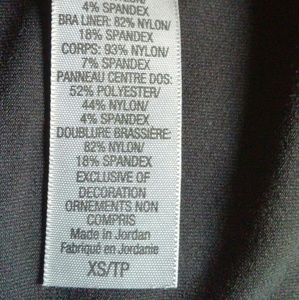 4% SPANDEX
BRA LINER: 82% NYLON/
18% SPANDEX
CORPS: 93% NYLON/
7% SPANDEX
PANNEAU CENTRE DOS:
52% POLYESTER/
44% NYLON/
4% SPANDEX
DOUBLURE BRASSIÈRE:
82% NYLON/
18% SPANDEX
EXCLUSIVE OF
DECORATION
ORNEMENTS NON
COMPRIS
Made in Jordan
Fabriqué en Jordanie
XS/TP